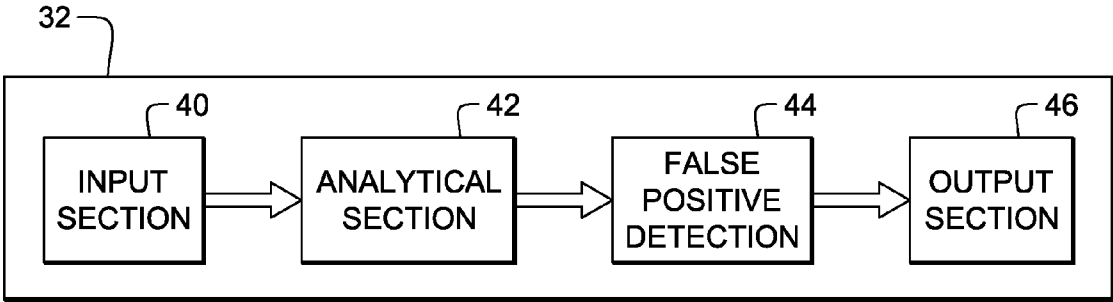 32
40
42
44
46
INPUT
SECTION
ANALYTICAL
SECTION
FALSE
POSITIVE
DETECTION
OUTPUT
SECTION